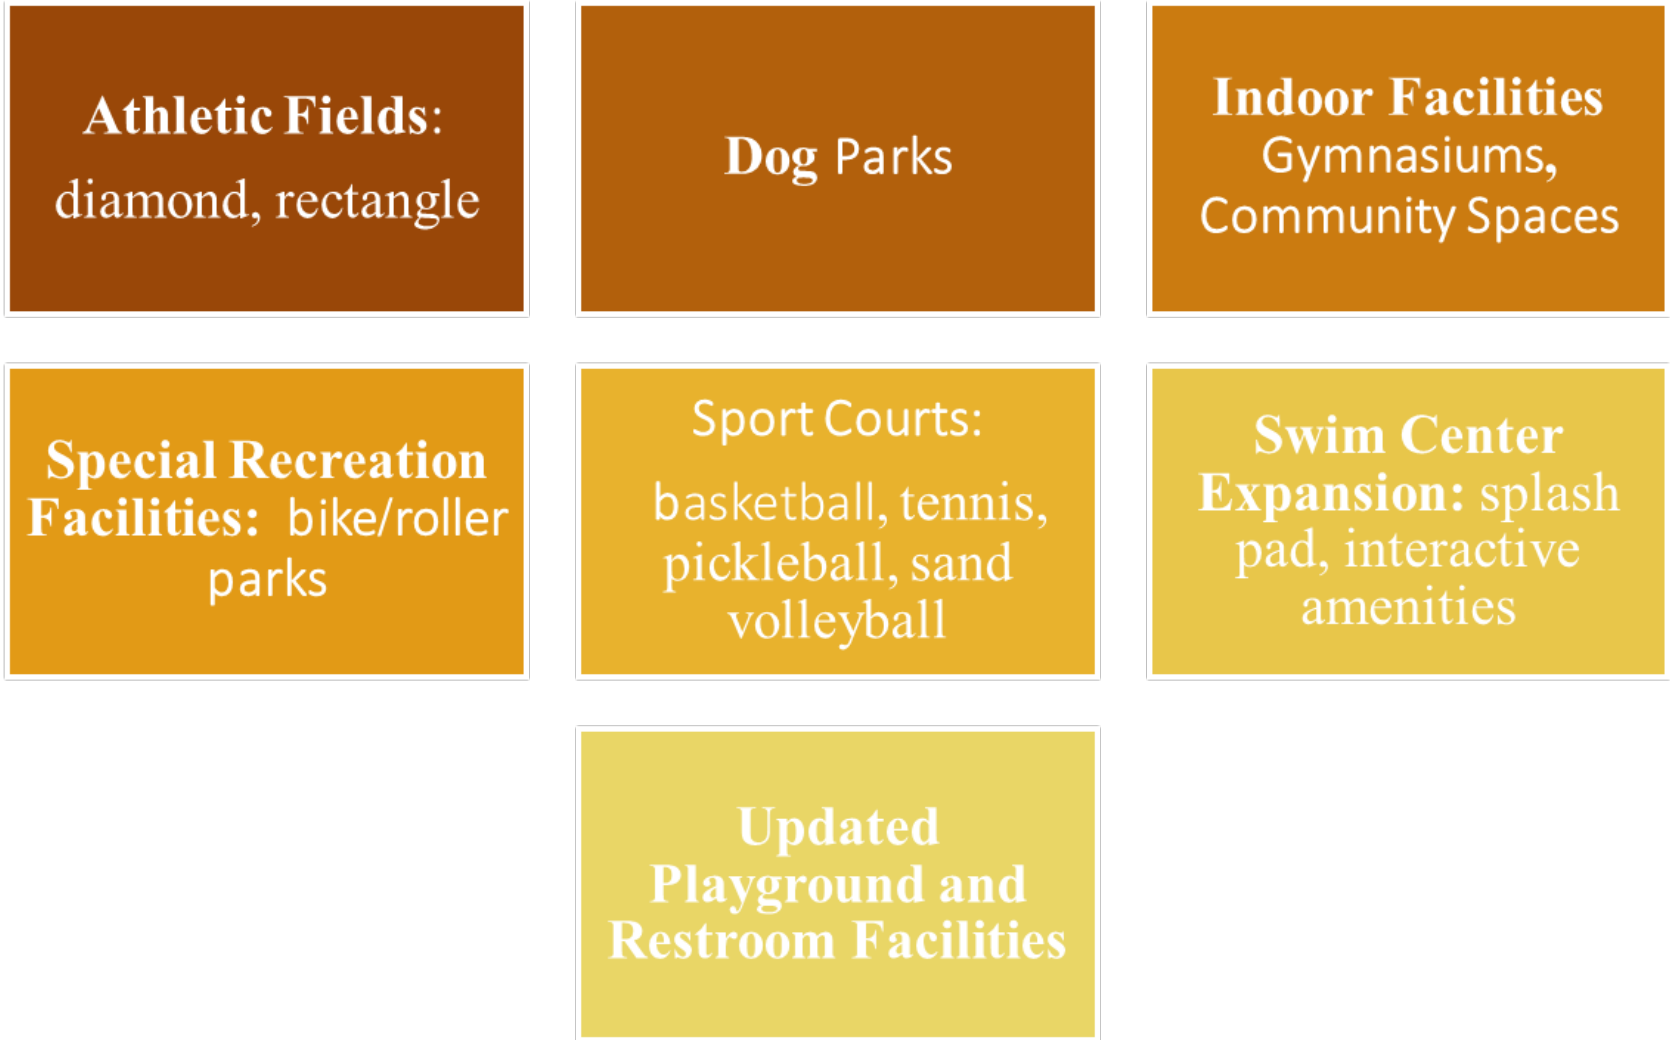 Athletic Fields:
diamond, rectangle
Dog Parks
Indoor Facilities
Gymnasiums,
Community Spaces
Special Recreation
Facilities: bike/roller
parks
Sport Courts:
basketball, tennis,
pickleball, sand
volleyball
Swim Center
Expansion: splash
pad, interactive
amenities
Updated
Playground and
Restroom Facilities